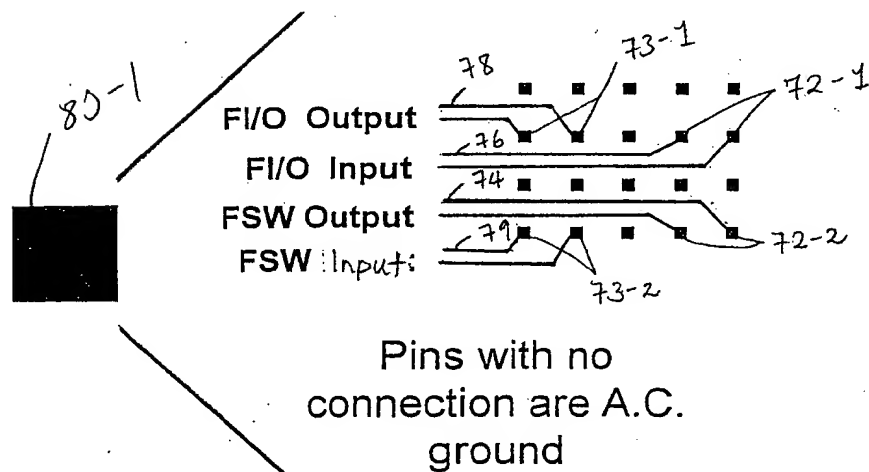 80-1
78
73-1
72-1
FI/O Output
76
FI/O Input
74
FSW Output
79
FSW Input:
72-2
73-2
Pins with no
connection are A.C.
ground